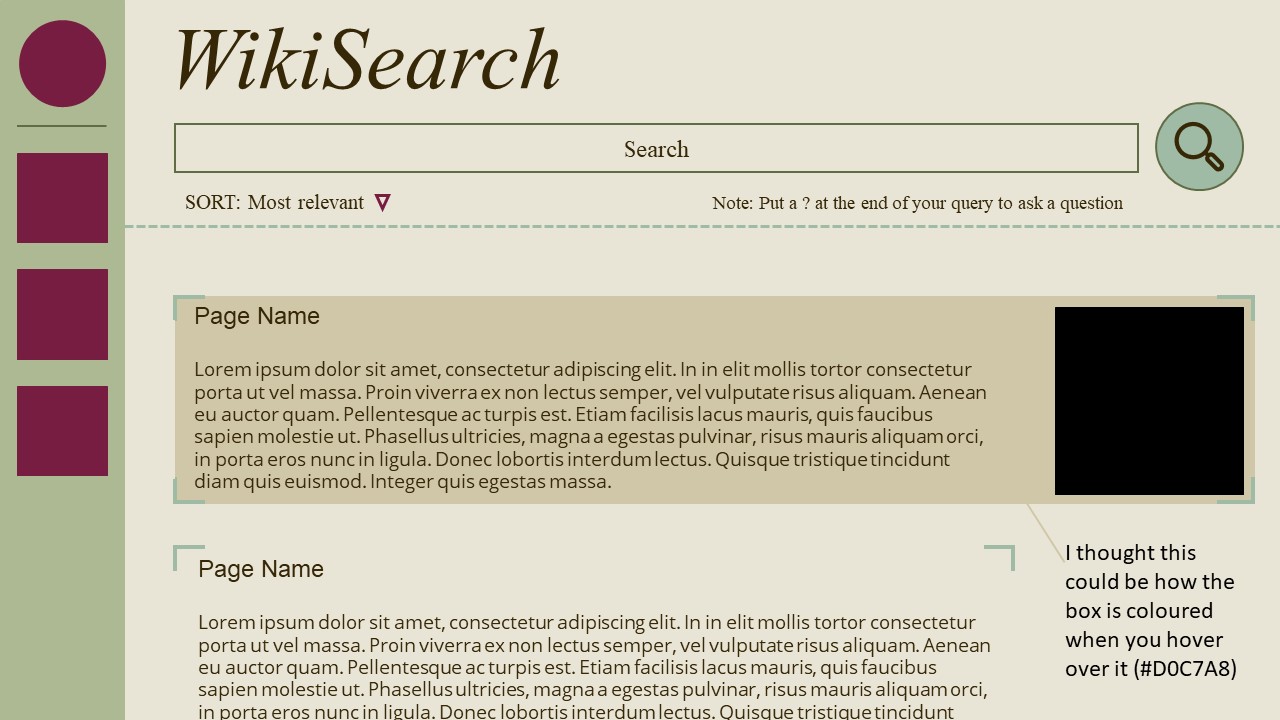 WikiSearch
Search
SORT: Most relevant
Note: Put a ? at the end of your query to ask a question
Page Name
Lorem ipsum dolor sit amet, consectetur adipiscing elit. In in elit mollis tortor consectetur
porta ut vel massa. Proin viverra ex non lectus semper, vel vulputate risus aliquam. Aenean
eu auctor quam. Pellentesque ac turpis est. Etiam facilisis lacus mauris, quis faucibus
sapien molestie ut. Phasellus ultricies, magna a egestas pulvinar, risus mauris aliquam orci,
in porta eros nunc in ligula. Donec lobortis interdum lectus. Quisque tristique tincidunt
diam quis euismod. Integer quis egestas massa.
I thought this
could be how the
box is coloured
when you hover
over it (#D0C7A8)
Page Name
Lorem ipsum dolor sit amet, consectetur adipiscing elit. In in elit mollis tortor consectetur
porta ut vel massa. Proin viverra ex non lectus semper, vel vulputate risus aliquam. Aenean
eu auctor quam. Pellentesque ac turpis est. Etiam facilisis lacus mauris, quis faucibus
sapien molestie ut. Phasellus ultricies, magna a egestas pulvinar, risus mauris aliquam orci,
in porta eros nunc in ligula. Donec lobortis interdum lectus. Quisque tristique tincidunt